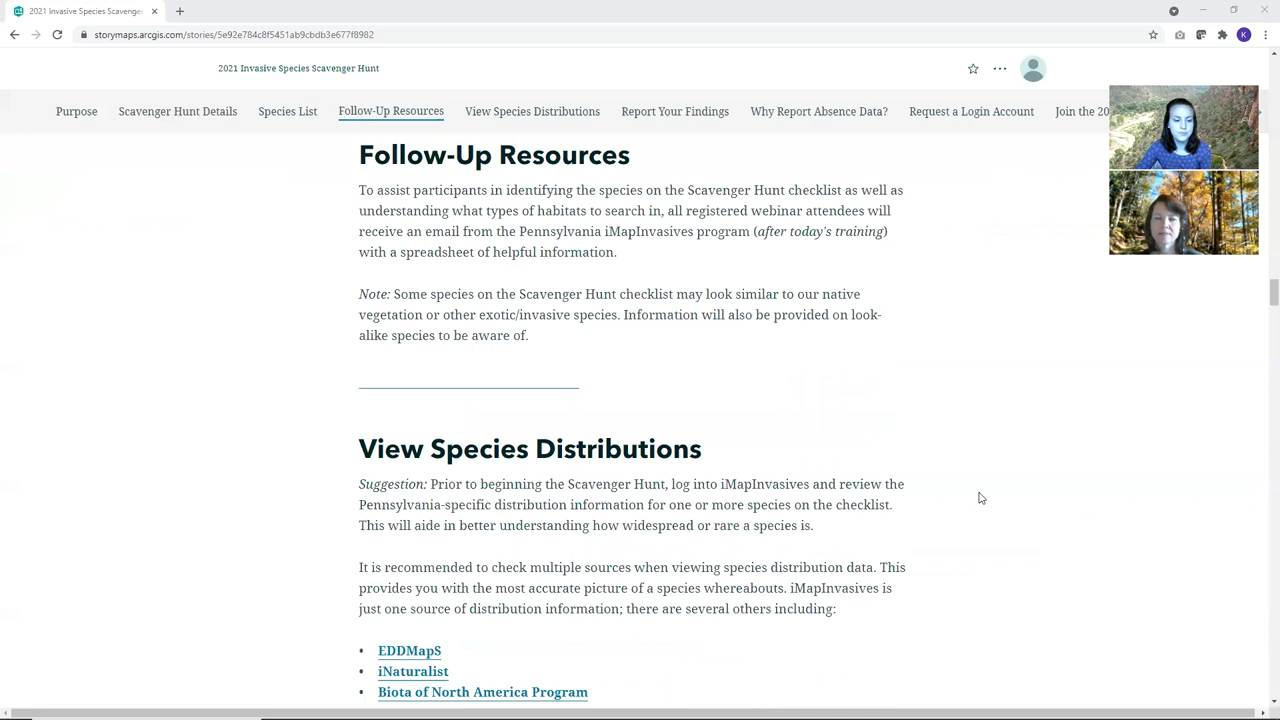 2021 Invasive Species Scavenge
storymaps.arcgis.com/stories/5e92e784c8f5451ab9cbdb3e677f8982
K
2021 Invasive Species Scavenger Hunt
Purpose Scavenger Hunt Details Species List Follow-Up Resources View Species Distributions Report Your Findings Why Report Absence Data? Request a Login Account Join the 20
Follow-Up Resources
To assist participants in identifying the species on the Scavenger Hunt checklist as well as
understanding what types of habitats to search in, all registered webinar attendees will
receive an email from the Pennsylvania iMapInvasives program (after today's training)
with a spreadsheet of helpful information.
Note: Some species on the Scavenger Hunt checklist may look similar to our native
vegetation or other exotic/invasive species. Information will also be provided on look-
alike species to be aware of.
View Species Distributions
Suggestion: Prior to beginning the Scavenger Hunt, log into iMapInvasives and review the
Pennsylvania-specific distribution information for one or more species on the checklist.
This will aide in better understanding how widespread or rare a species is.
It is recommended to check multiple sources when viewing species distribution data. This
provides you with the most accurate picture of a species whereabouts. iMapInvasives is
just one source of distribution information; there are several others including:
• EDDMapS
• iNaturalist
• Biota of North America Program